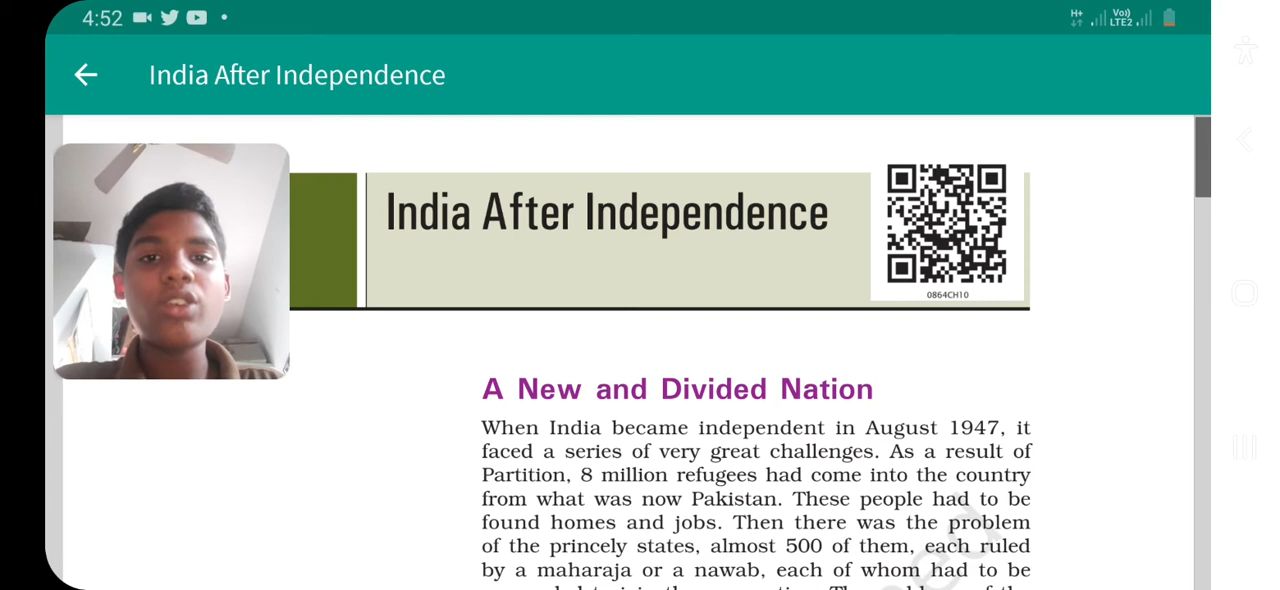 4:52
H+
Vo)
LTE2
India After Independence
India After Independence
0864CH10
A New and Divided Nation
When India became independent in August 1947, it
faced a series of very great challenges. As a result of
Partition, 8 million refugees had come into the country
from what was now Pakistan. These people had to be
found homes and jobs. Then there was the problem
of the princely states, almost 500 of them, each ruled
by a maharaja or a nawab, each of whom had to be